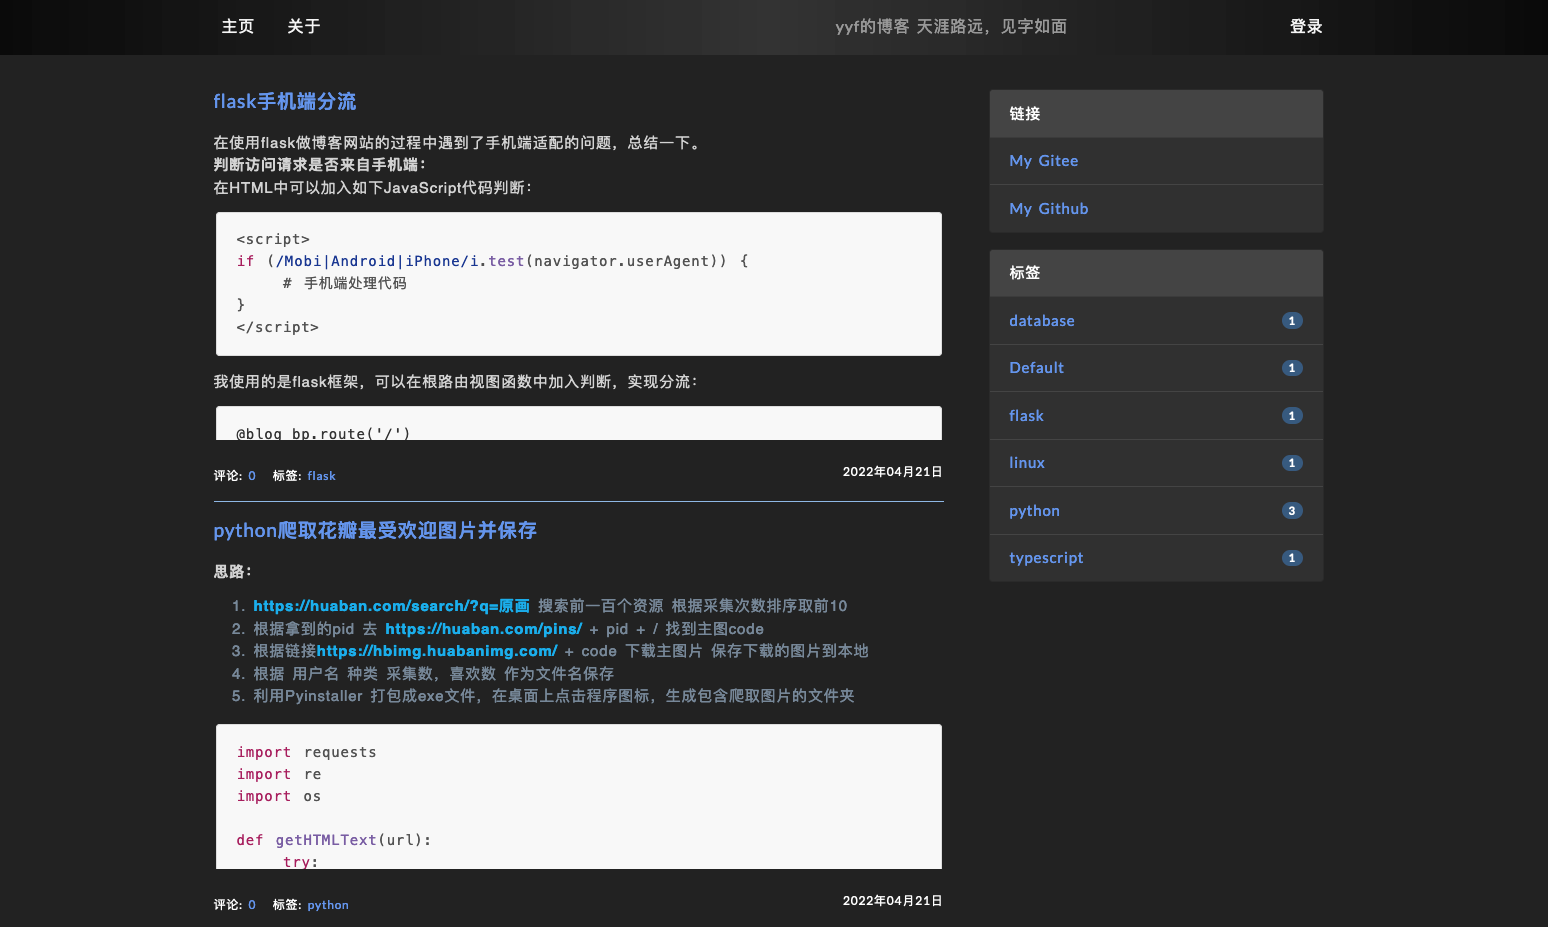 主页 关于 yyf的博客 天涯路远，见字如面 登录
flask手机端分流
在使用flask做博客网站的过程中遇到了手机端适配的问题，总结一下。
判断访问请求是否来自手机端：
在HTML中可以加入如下JavaScript代码判断：
<script>
if (/Mobi|Android|iPhone/i.test(navigator.userAgent)) {
# 手机端处理代码
}
</script>
我使用的是flask框架，可以在根路由视图函数中加入判断，实现分流：
@blog_bp.route('/')
评论: 0 标签: flask 2022年04月21日
python爬取花瓣最受欢迎图片并保存
思路：
1. https://huaban.com/search/?q=原画 搜索前一百个资源 根据采集次数排序取前10
2. 根据拿到的pid 去 https://huaban.com/pins/ + pid + / 找到主图code
3. 根据链接https://hbimg.huabanimg.com/ + code 下载主图片 保存下载的图片到本地
4. 根据 用户名 种类 采集数，喜欢数 作为文件名保存
5. 利用Pyinstaller 打包成exe文件，在桌面上点击程序图标，生成包含爬取图片的文件夹
import requests
import re
import os
def getHTMLText(url):
try:
评论: 0 标签: python 2022年04月21日
链接
My Gitee
My Github
标签
database 1
Default 1
flask 1
linux 1
python 3
typescript 1